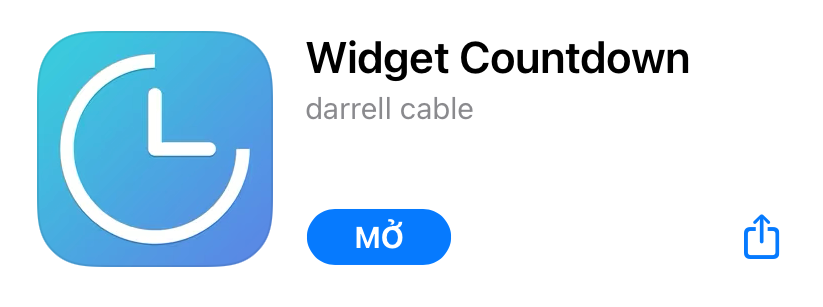 Widget Countdown
darrell cable
MỞ